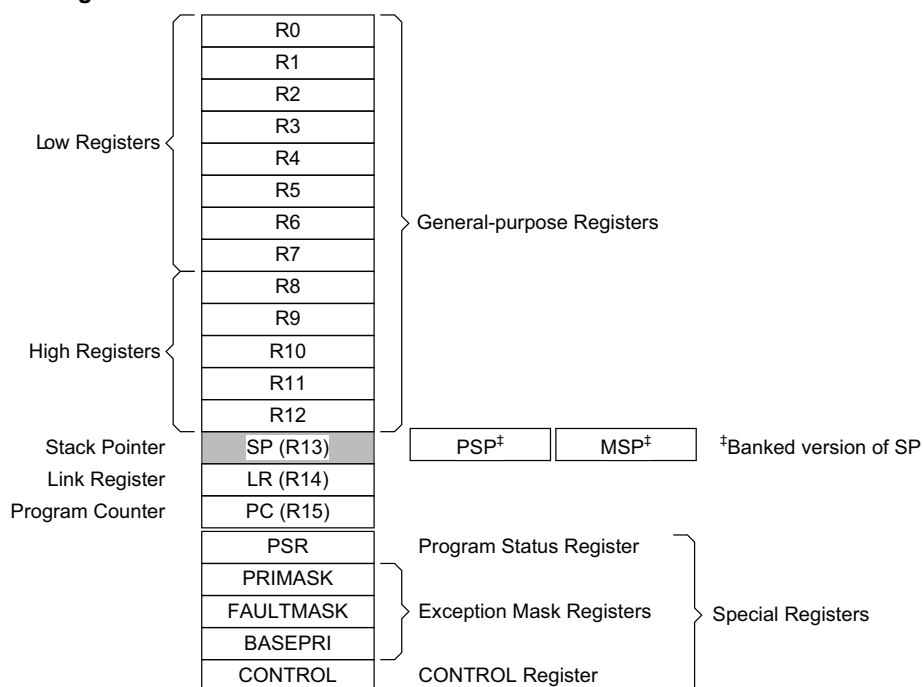 R0
R1
R2
R3
Low Registers
R4
R5
R6
General-purpose Registers
R7
R8
R9
High Registers
R10
R11
R12
Stack Pointer
SP (R13)
PSP‡
MSP‡
‡Banked version of SP
Link Register
LR (R14)
Program Counter
PC (R15)
PSR
Program Status Register
PRIMASK
FAULTMASK
Exception Mask Registers
Special Registers
BASEPRI
CONTROL
CONTROL Register